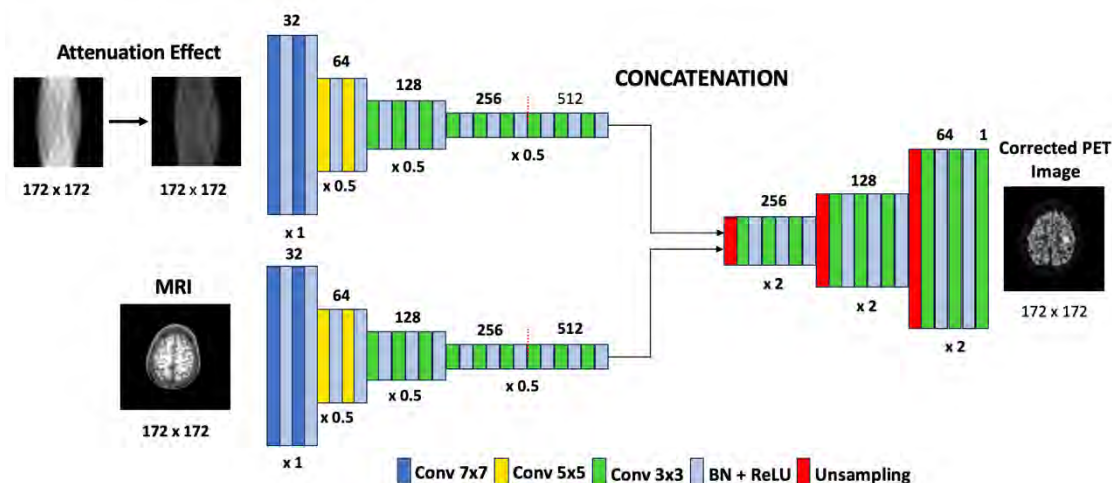 Attenuation Effect
172 x 172
172 x 172
32
64
128
256
512
x 1
x 0.5
x 0.5
x 0.5
MRI
172 x 172
32
64
128
256
512
x 1
x 0.5
x 0.5
x 0.5
CONCATENATION
256
128
64
1
x 2
x 2
x 2
Corrected PET
Image
172 x 172
Conv 7x7
Conv 5x5
Conv 3x3
BN + ReLU
Unsampling